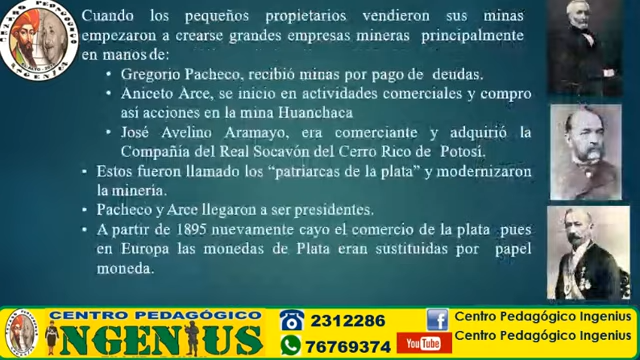 Cuando los pequeños propietarios vendieron sus minas
empezaron a crearse grandes empresas mineras principalmente
en manos de:
• Gregorio Pacheco, recibió minas por pago de deudas.
• Aniceto Arce, se inicio en actividades comerciales y compro
así acciones en la mina Huanchaca
• José Avelino Aramayo, era comerciante y adquirió la
Compañía del Real Socavón del Cerro Rico de Potosí.
• Estos fueron llamado los “patriarcas de la plata” y modernizaron
la minería.
• Pacheco y Arce llegaron a ser presidentes.
• A partir de 1895 nuevamente cayo el comercio de la plata pues
en Europa las monedas de Plata eran sustituidas por papel
moneda.
CENTRO PEDAGÓGICO
INGENIUS
2312286
76769374
f Centro Pedagógico Ingenius
You Tube Centro Pedagógico Ingenius